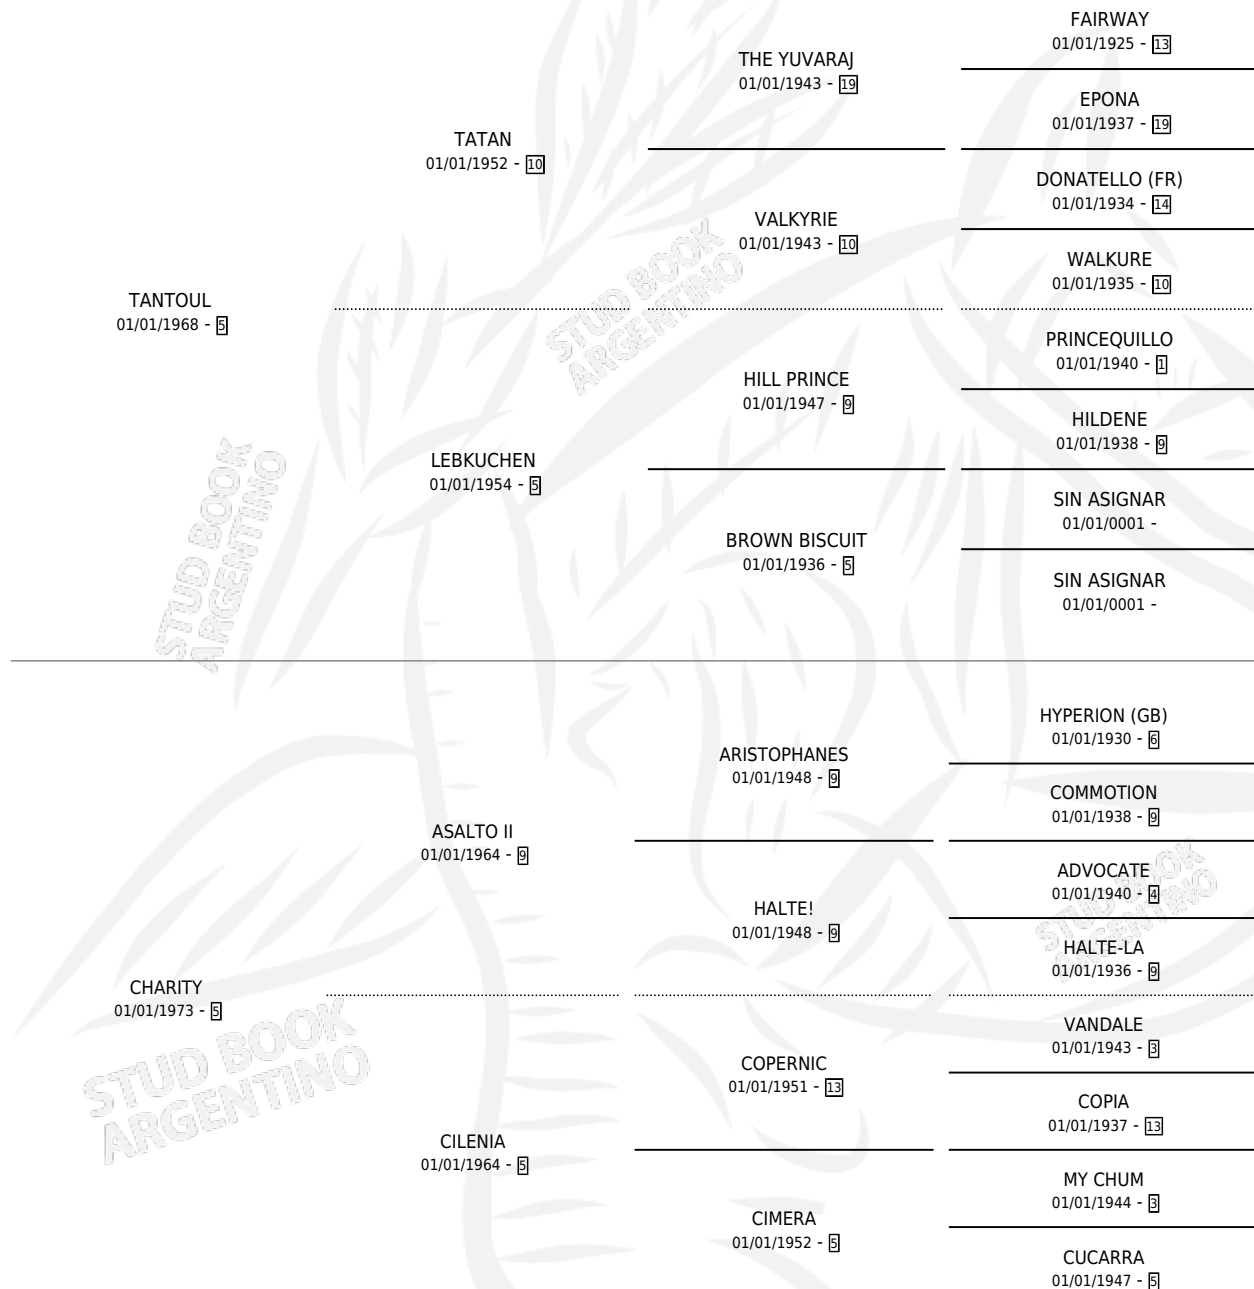 FAIRWAY
01/01/1925 - 13
THE YUVARAJ
01/01/1943 - 19
EPONA
01/01/1937 - 19
TATAN
01/01/1952 - 10
DONATELLO (FR)
01/01/1934 - 14
VALKYRIE
01/01/1943 - 10
WALKURE
01/01/1935 - 10
TANTOUL
01/01/1968 - 5
STUD BOOK
ARGENTINO
PRINCEQUILLO
01/01/1940 - 1
HILL PRINCE
01/01/1947 - 9
HILDENE
01/01/1938 - 9
LEBKUCHEN
01/01/1954 - 5
SIN ASIGNAR
01/01/0001 -
BROWN BISCUIT
01/01/1936 - 5
SIN ASIGNAR
01/01/0001 -
STUD BOOK
ARGENTINO
HYPERION (GB)
01/01/1930 - 6
ARISTOPHANES
01/01/1948 - 9
COMMOTION
01/01/1938 - 9
ASALTO II
01/01/1964 - 9
ADVOCATE
01/01/1940 - 4
HALTE!
01/01/1948 - 9
HALTE-LA
01/01/1936 - 9
STUD BOOK
ARGENTINO
CHARITY
01/01/1973 - 5
STUD BOOK
ARGENTINO
VANDALE
01/01/1943 - 3
COPERNIC
01/01/1951 - 13
COPIA
01/01/1937 - 13
CILENIA
01/01/1964 - 5
MY CHUM
01/01/1944 - 3
CIMERA
01/01/1952 - 5
CUCARRA
01/01/1947 - 5